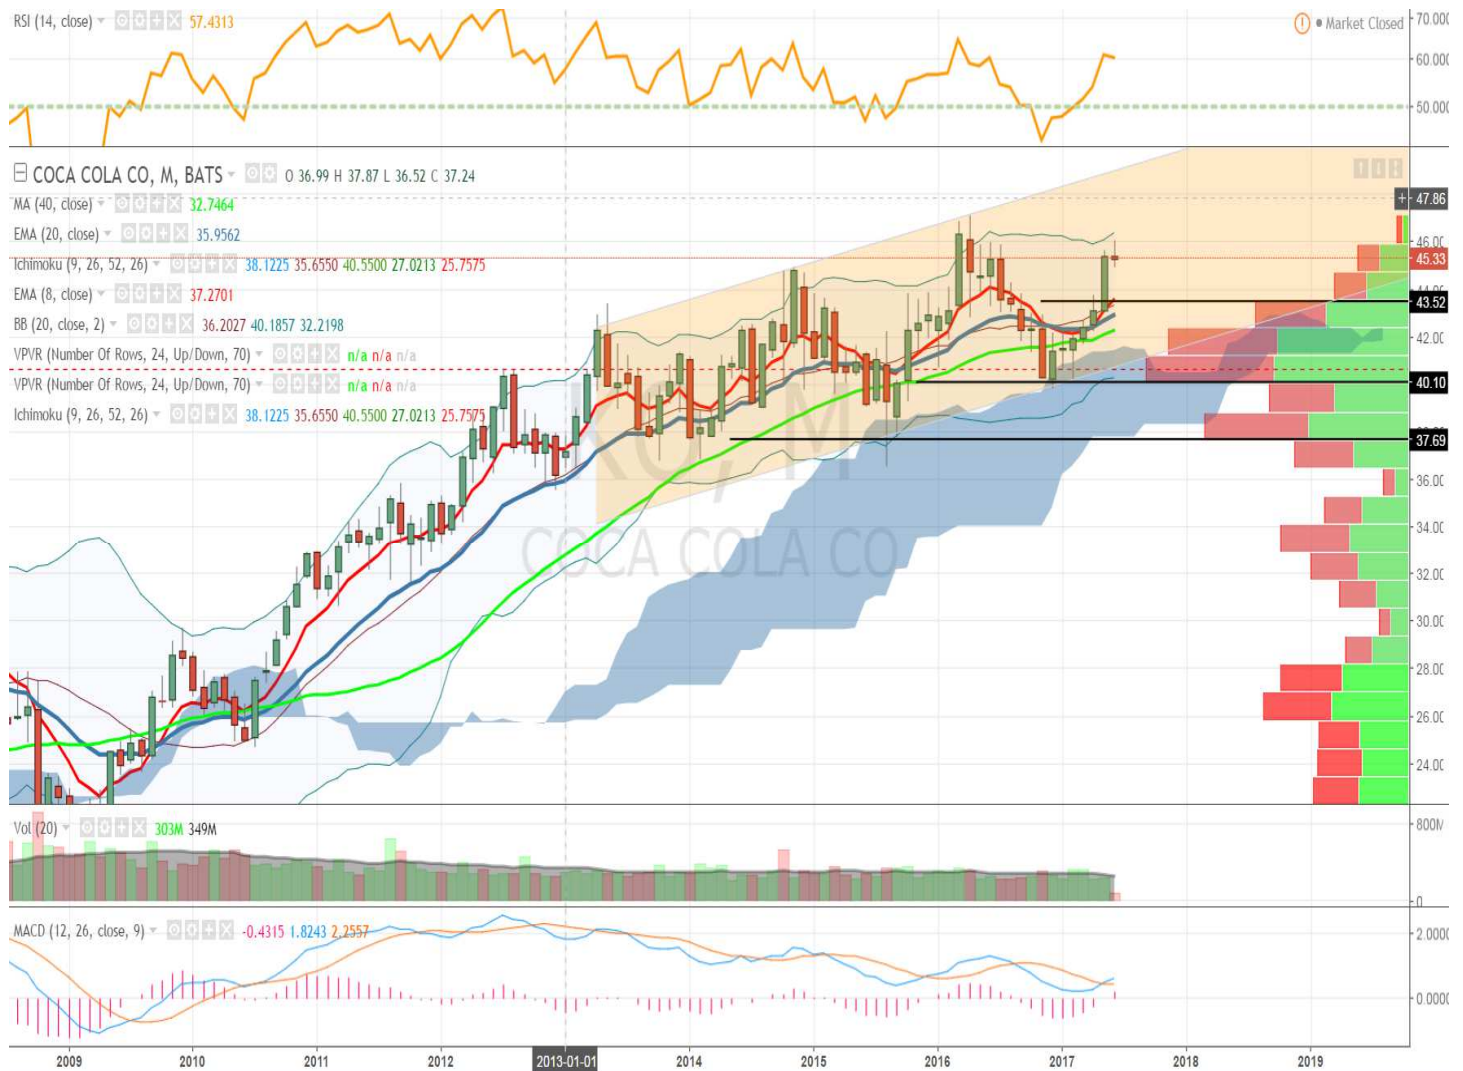 RSI (14, close) 57.4313
! Market Closed
70.000
60.000
50.000
COCA COLA CO, M, BATS O 36.99 H 37.87 L 36.52 C 37.24
MA (40, close) 32.7464
EMA (20, close) 35.9562
Ichimoku (9, 26, 52, 26) 38.1225 35.6550 40.5500 27.0213 25.7575
EMA (8, close) 37.2701
BB (20, close, 2) 36.2027 40.1857 32.2198
VPVR (Number Of Rows, 24, Up/Down, 70) n/a n/a n/a
VPVR (Number Of Rows, 24, Up/Down, 70) n/a n/a n/a
Ichimoku (9, 26, 52, 26) 38.1225 35.6550 40.5500 27.0213 25.7575
47.86
46.00
45.33
43.52
42.00
40.10
37.69
36.00
34.00
32.00
30.00
28.00
26.00
24.00
KO, M
COCA COLA CO
Vol (20) 303M 349M
800M
0
MACD (12, 26, close, 9) -0.4315 1.8243 2.2557
2.0000
0.0000
2009 2010 2011 2012 2013-01-01 2014 2015 2016 2017 2018 2019